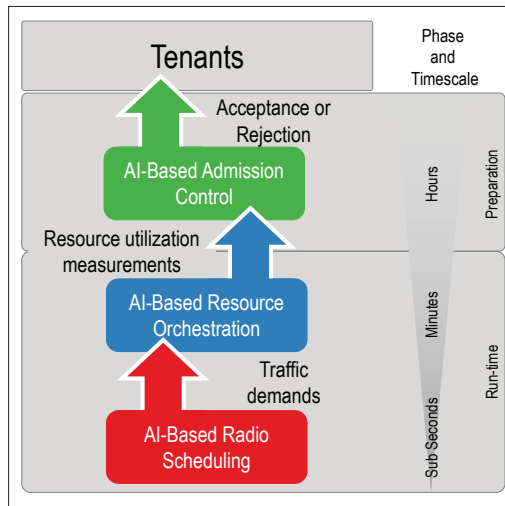 Tenants
Phase
and
Timescale
Acceptance or
Rejection
AI-Based Admission
Control
Hours
Preparation
Resource utilization
measurements
AI-Based Resource
Orchestration
Minutes
Run-time
Traffic
demands
AI-Based Radio
Scheduling
Sub Seconds